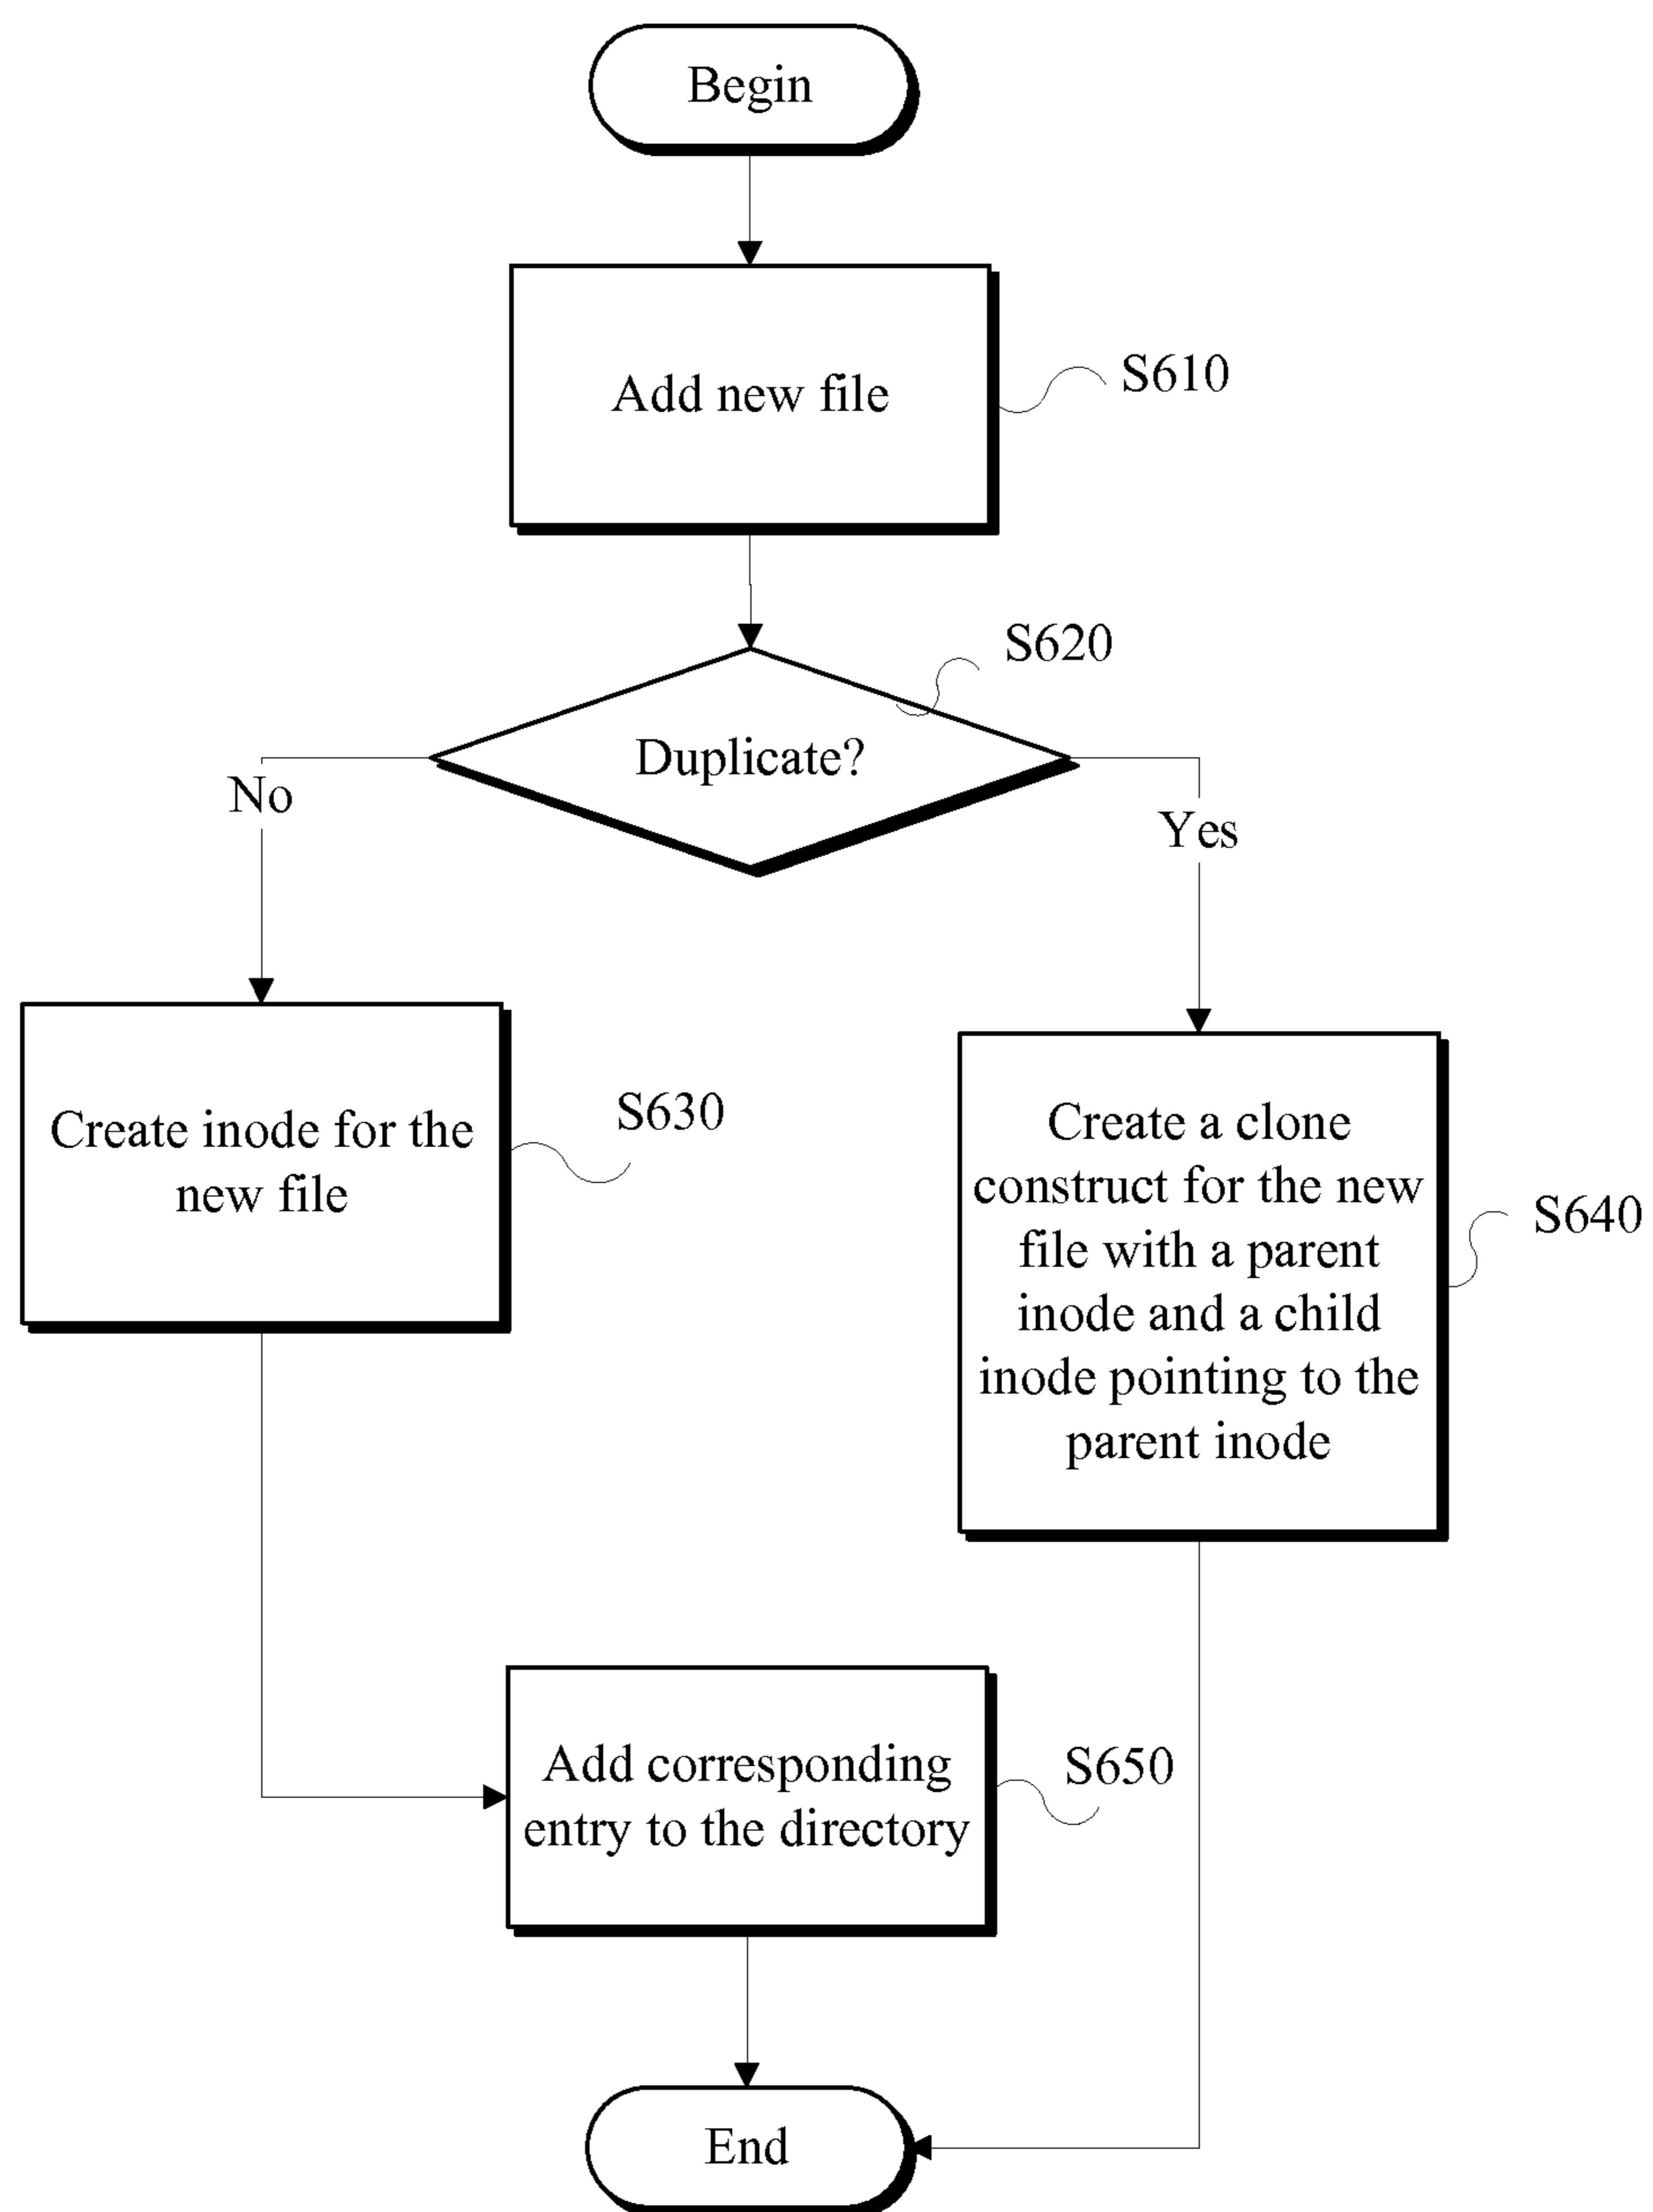 Begin
Add new file
S610
S620
Duplicate?
No
Yes
Create inode for the
new file
S630
Create a clone
construct for the new
file with a parent
inode and a child
inode pointing to the
parent inode
S640
Add corresponding
entry to the directory
S650
End